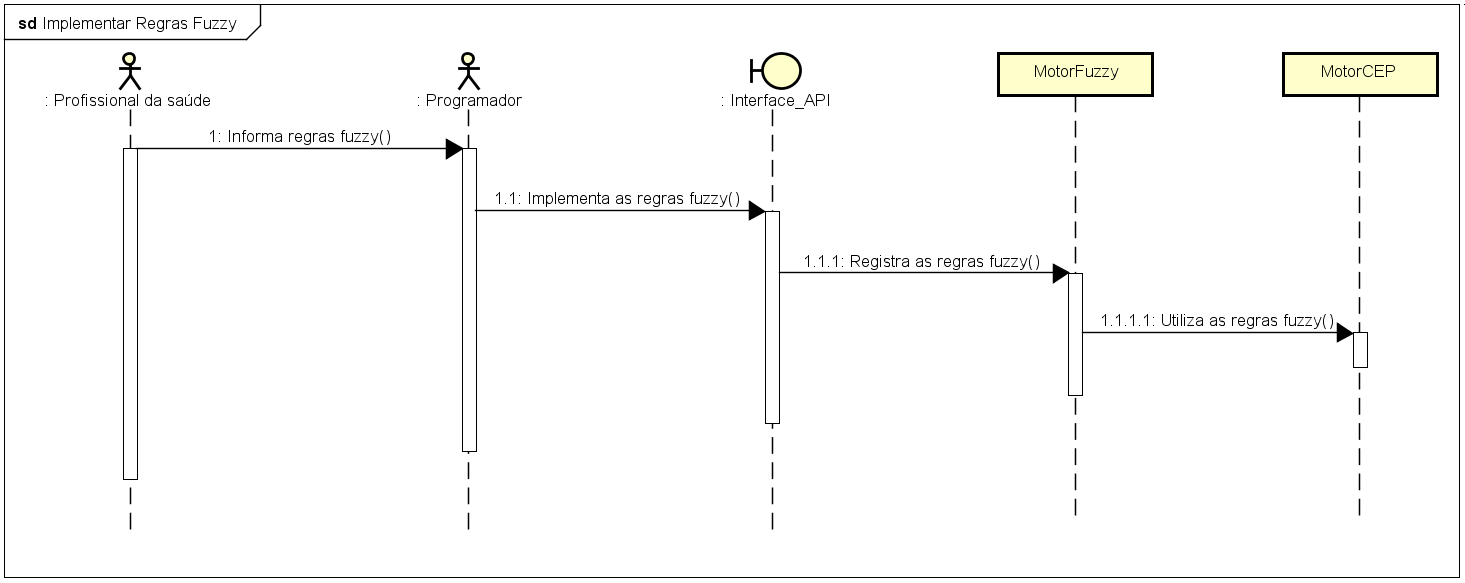 sd Implementar Regras Fuzzy
: Profissional da saúde
: Programador
: Interface_API
MotorFuzzy
MotorCEP
1: Informa regras fuzzy()
1.1: Implementa as regras fuzzy()
1.1.1: Registra as regras fuzzy()
1.1.1.1: Utiliza as regras fuzzy()